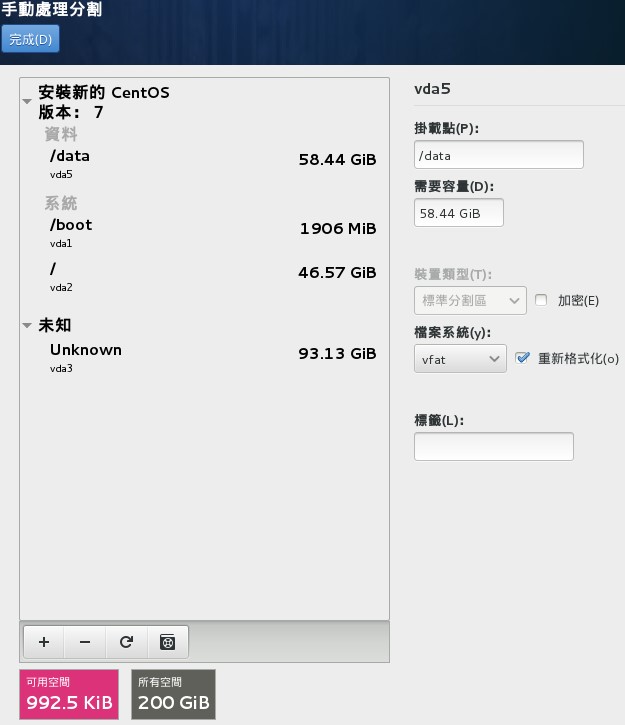 手動處理分割
完成(D)
安裝新的 CentOS
版本： 7
資料
/data 58.44 GiB
vda5
系統
/boot 1906 MiB
vda1
/ 46.57 GiB
vda2
未知
Unknown 93.13 GiB
vda3
可用空間
992.5 KiB
所有空間
200 GiB
vda5
掛載點(P):
/data
需要容量(D):
58.44 GiB
裝置類型(T):
標準分割區 加密(E)
檔案系統(y):
vfat 重新格式化(o)
標籤(L):